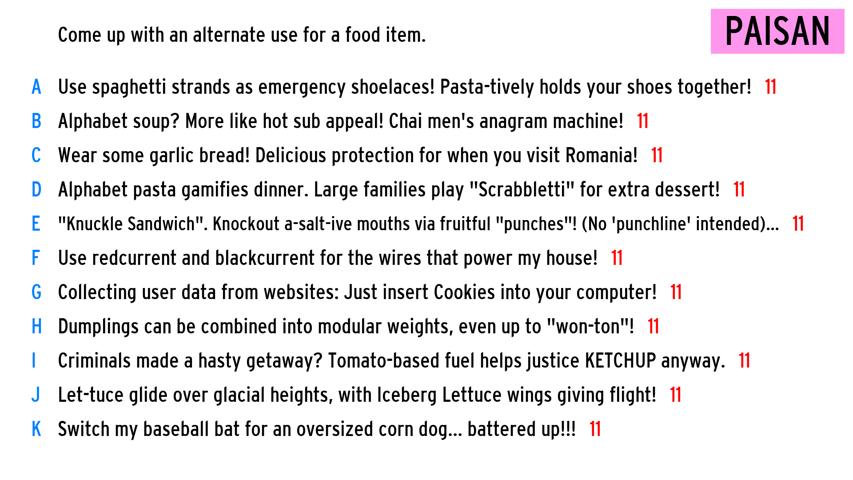 Come up with an alternate use for a food item.
PAISAN
A Use spaghetti strands as emergency shoelaces! Pasta-tively holds your shoes together! 11
B Alphabet soup? More like hot sub appeal! Chai men's anagram machine! 11
C Wear some garlic bread! Delicious protection for when you visit Romania! 11
D Alphabet pasta gamifies dinner. Large families play "Scrabbletti" for extra dessert! 11
E "Knuckle Sandwich". Knockout a-salt-ive mouths via fruitful "punches"! (No 'punchline' intended)... 11
F Use redcurrent and blackcurrent for the wires that power my house! 11
G Collecting user data from websites: Just insert Cookies into your computer! 11
H Dumplings can be combined into modular weights, even up to "won-ton"! 11
I Criminals made a hasty getaway? Tomato-based fuel helps justice KETCHUP anyway. 11
J Let-tuce glide over glacial heights, with Iceberg Lettuce wings giving flight! 11
K Switch my baseball bat for an oversized corn dog... battered up!!! 11